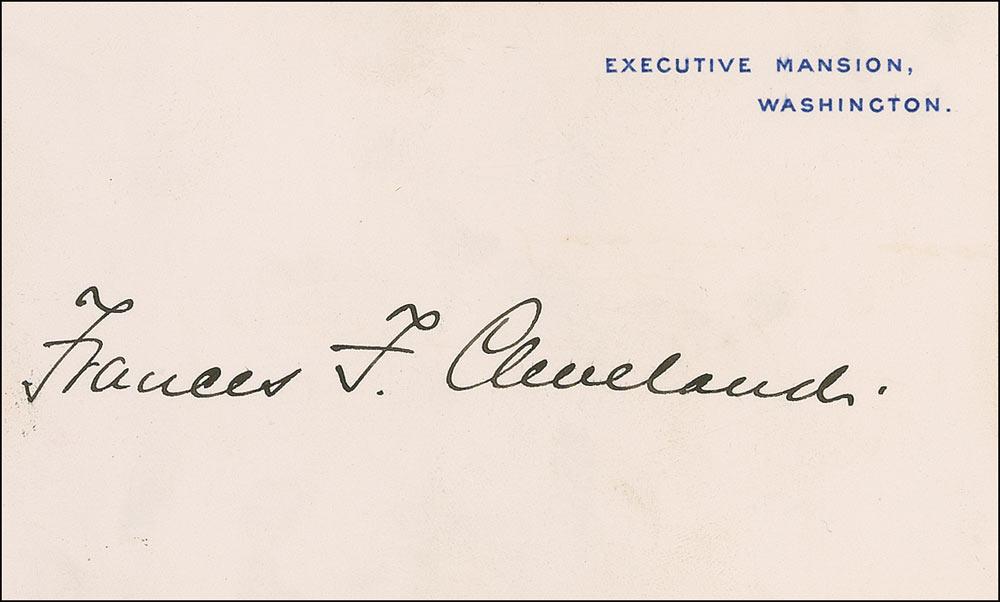 EXECUTIVE MANSION,
WASHINGTON.
Frances F. Cleveland.